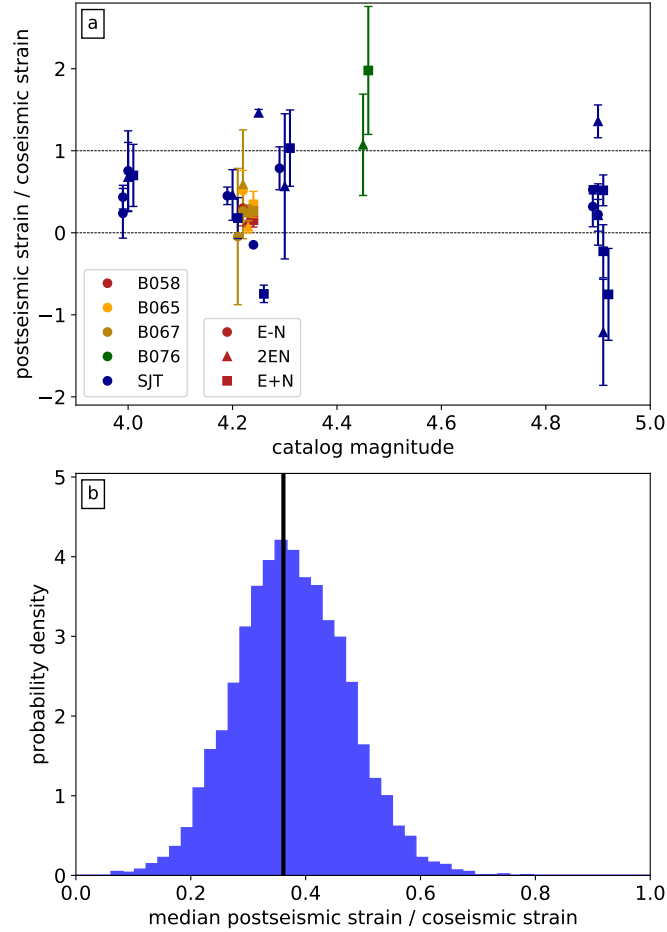 a
postseismic strain / coseismic strain
2
1
0
−1
−2
B058
B065
B067
B076
SJT
E-N
2EN
E+N
4.0
4.2
4.4
4.6
4.8
5.0
catalog magnitude
b
probability density
5
4
3
2
1
0
0.0
0.2
0.4
0.6
0.8
1.0
median postseismic strain / coseismic strain